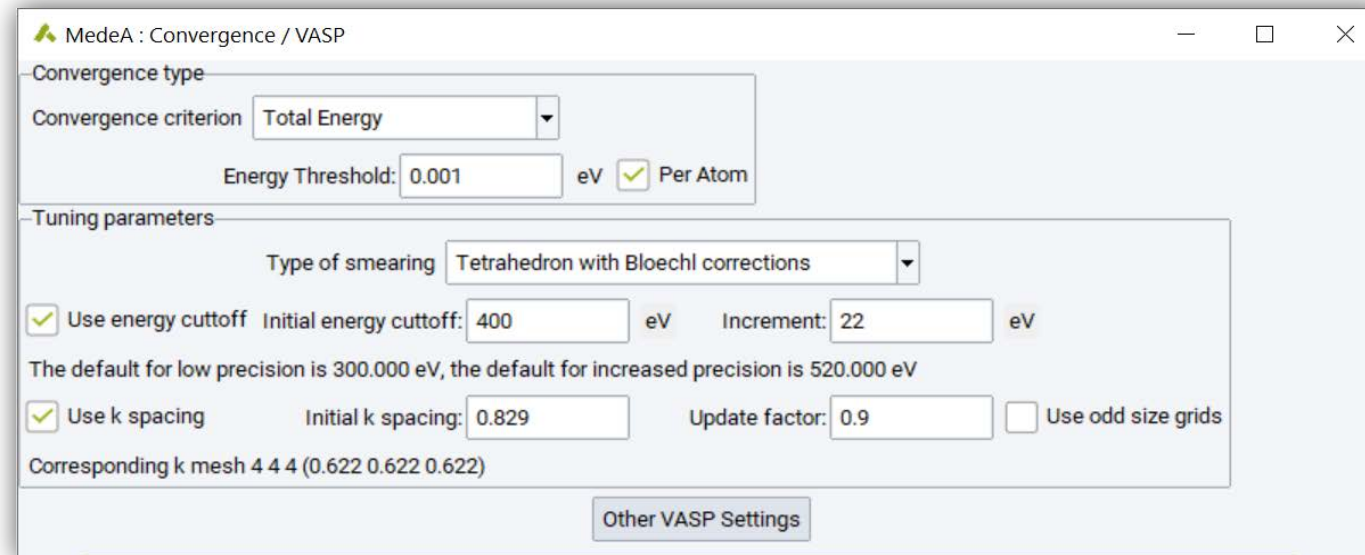 MedeA : Convergence / VASP
Convergence type
Convergence criterion Total Energy
Energy Threshold: 0.001 eV Per Atom
Tuning parameters
Type of smearing Tetrahedron with Bloechl corrections
Use energy cuttoff Initial energy cuttoff: 400 eV Increment: 22 eV
The default for low precision is 300.000 eV, the default for increased precision is 520.000 eV
Use k spacing Initial k spacing: 0.829 Update factor: 0.9 Use odd size grids
Corresponding k mesh 4 4 4 (0.622 0.622 0.622)
Other VASP Settings